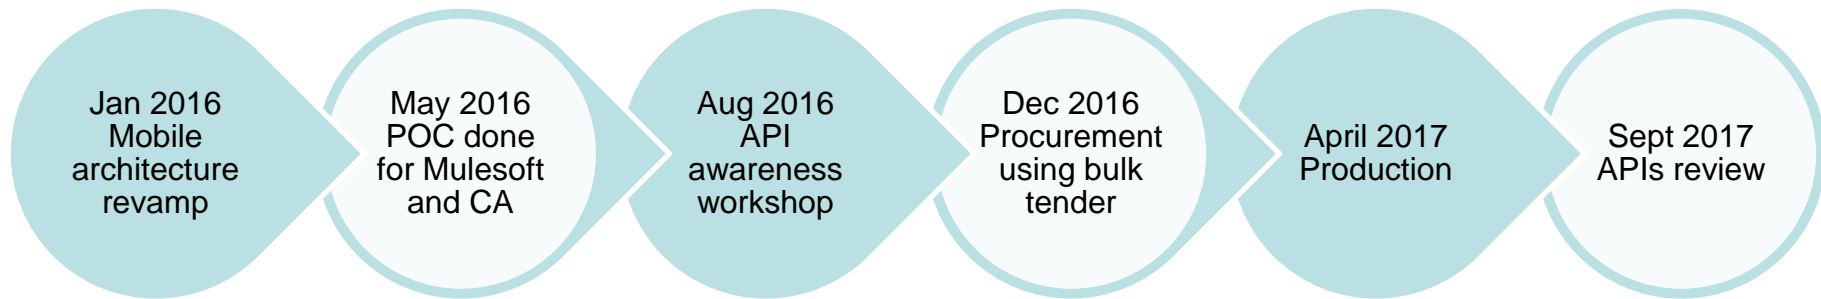 Jan 2016
Mobile
architecture
revamp
May 2016
POC done
for Mulesoft
and CA
Aug 2016
API
awareness
workshop
Dec 2016
Procurement
using bulk
tender
April 2017
Production
Sept 2017
APIs review